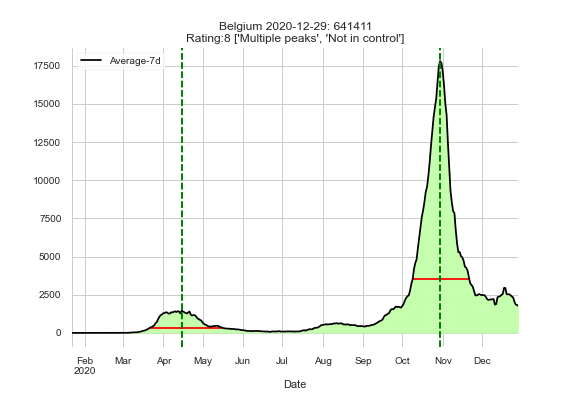 Belgium 2020-12-29: 641411
Rating:8 ['Multiple peaks', 'Not in control']
Average-7d
17500
15000
12500
10000
7500
5000
2500
0
Feb Mar Apr May Jun Jul Aug Sep Oct Nov Dec
2020
Date